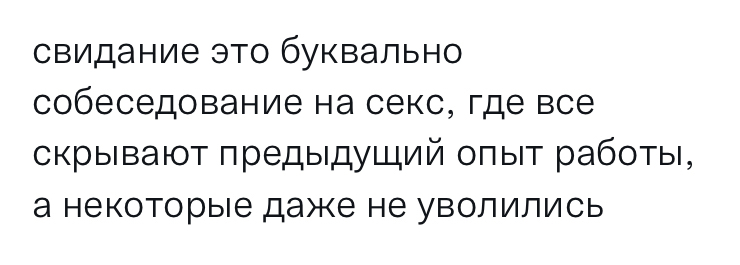 свидание это буквально
собеседование на секс, где все
скрывают предыдущий опыт работы,
а некоторые даже не уволились